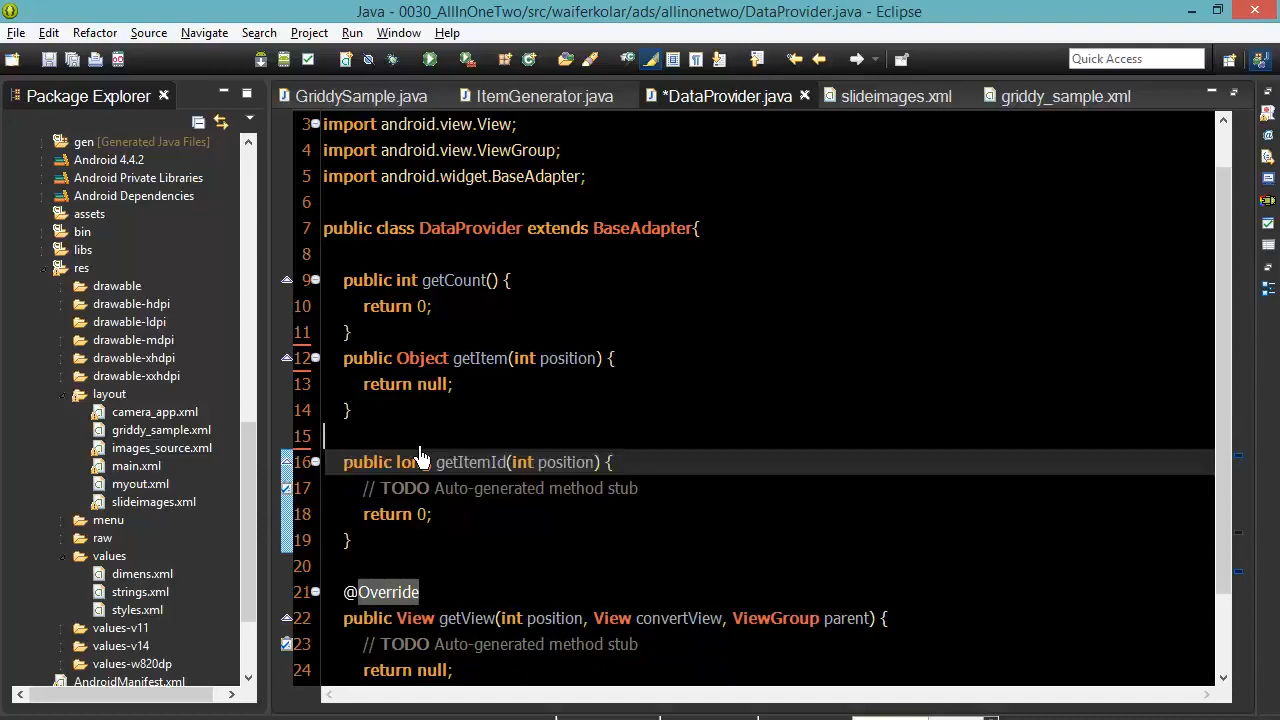 Java - 0030_AllInOneTwo/src/waiferkolar/ads/allinonetwo/DataProvider.java - Eclipse
File Edit Refactor Source Navigate Search Project Run Window Help
Quick Access
Package Explorer
GriddySample.java ItemGenerator.java *DataProvider.java slideimages.xml griddy_sample.xml
gen [Generated Java Files]
Android 4.4.2
Android Private Libraries
Android Dependencies
assets
bin
libs
res
drawable
drawable-hdpi
drawable-ldpi
drawable-mdpi
drawable-xhdpi
drawable-xxhdpi
layout
camera_app.xml
griddy_sample.xml
images_source.xml
main.xml
myout.xml
slideimages.xml
menu
raw
values
dimens.xml
strings.xml
styles.xml
values-v11
values-v14
values-w820dp
AndroidManifest.xml
3 import android.view.View;
4 import android.view.ViewGroup;
5 import android.widget.BaseAdapter;
6
7 public class DataProvider extends BaseAdapter{
8
9 public int getCount() {
10 return 0;
11 }
12 public Object getItem(int position) {
13 return null;
14 }
15
16 public long getItemId(int position) {
17 // TODO Auto-generated method stub
18 return 0;
19 }
20
21 @Override
22 public View getView(int position, View convertView, ViewGroup parent) {
23 // TODO Auto-generated method stub
24 return null;